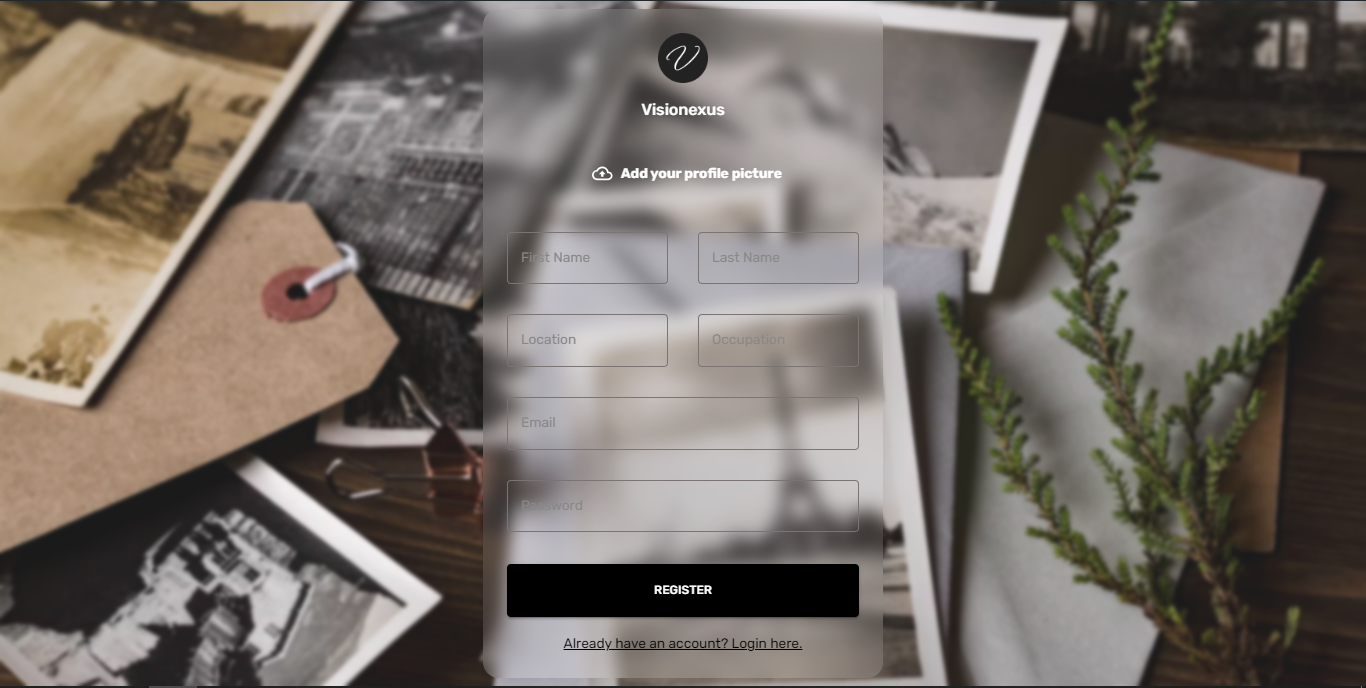 V
Visionexus
Add your profile picture
First Name
Last Name
Location
Occupation
Email
Password
REGISTER
Already have an account? Login here.